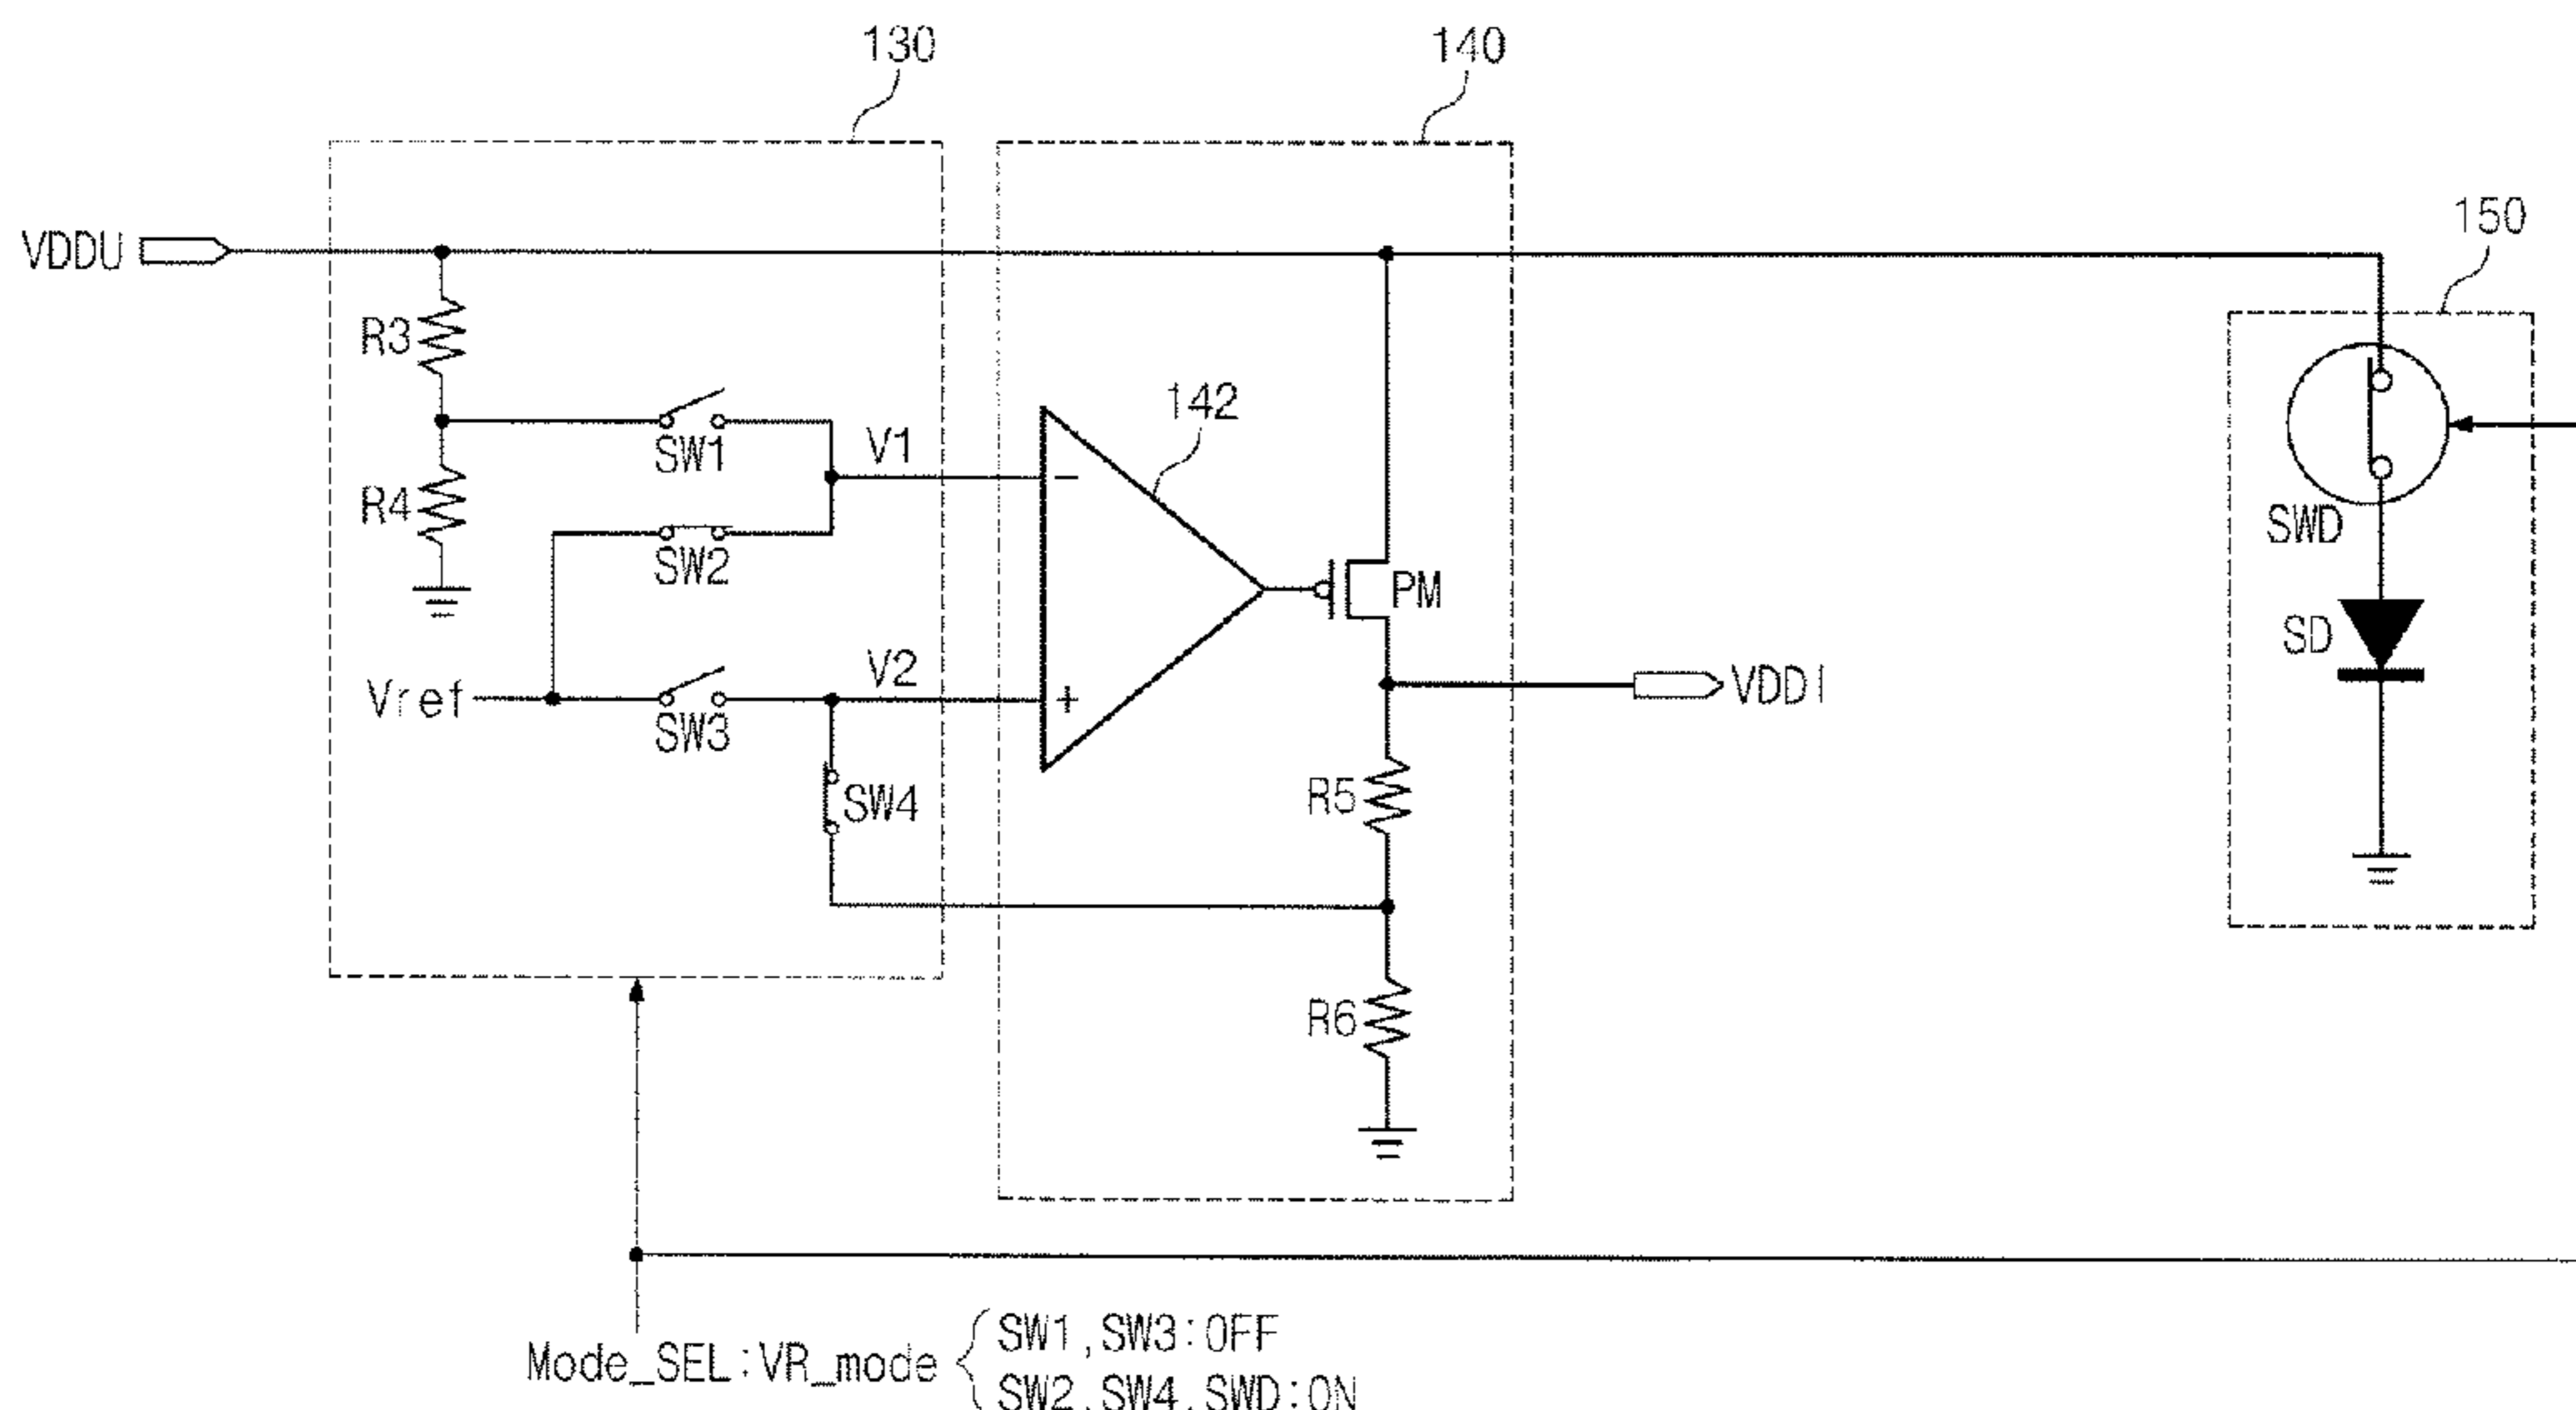 130
140
150
VDDU
R3
142
SW1
V1
−
R4
SW2
SWD
PM
Vref
SW3
V2
+
SD
VDDI
SW4
R5
R6
Mode_SEL:VR_mode
SW1,SW3:OFF
SW2,SW4,SWD:ON